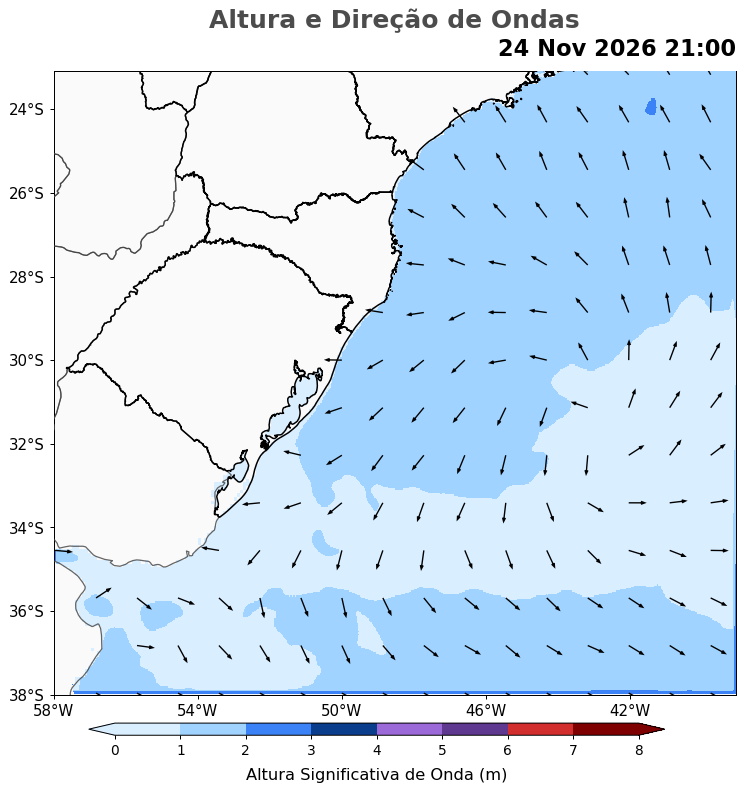 Altura e Direção de Ondas
24 Nov 2026 21:00
24°S
26°S
28°S
30°S
32°S
34°S
36°S
38°S
58°W 54°W 50°W 46°W 42°W
0 1 2 3 4 5 6 7 8
Altura Significativa de Onda (m)